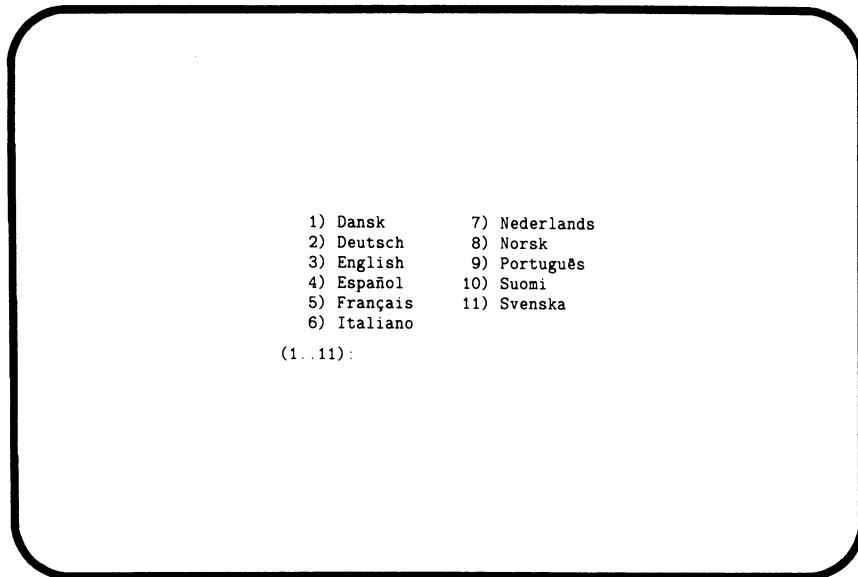 1) Dansk 7) Nederlands
2) Deutsch 8) Norsk
3) English 9) Português
4) Español 10) Suomi
5) Français 11) Svenska
6) Italiano
(1..11):